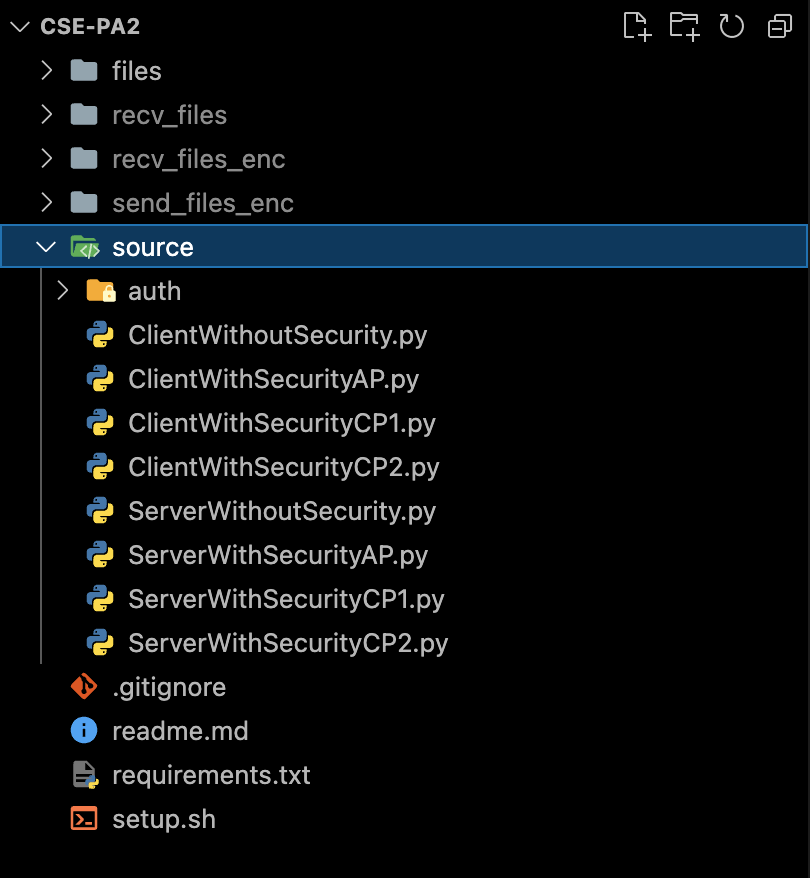 CSE-PA2
files
recv_files
recv_files_enc
send_files_enc
source
auth
ClientWithoutSecurity.py
ClientWithSecurityAP.py
ClientWithSecurityCP1.py
ClientWithSecurityCP2.py
ServerWithoutSecurity.py
ServerWithSecurityAP.py
ServerWithSecurityCP1.py
ServerWithSecurityCP2.py
.gitignore
readme.md
requirements.txt
setup.sh